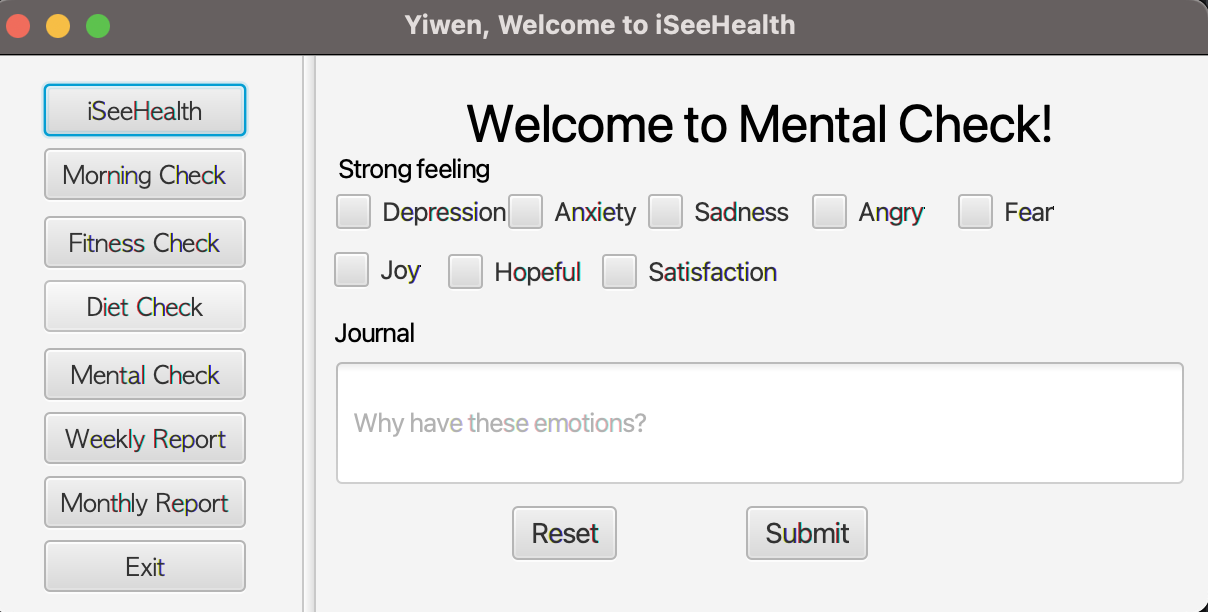 Yiwen, Welcome to iSeeHealth
iSeeHealth
Morning Check
Fitness Check
Diet Check
Mental Check
Weekly Report
Monthly Report
Exit
Welcome to Mental Check!
Strong feeling
Depression Anxiety Sadness Angry Fear
Joy Hopeful Satisfaction
Journal
Why have these emotions?
Reset Submit